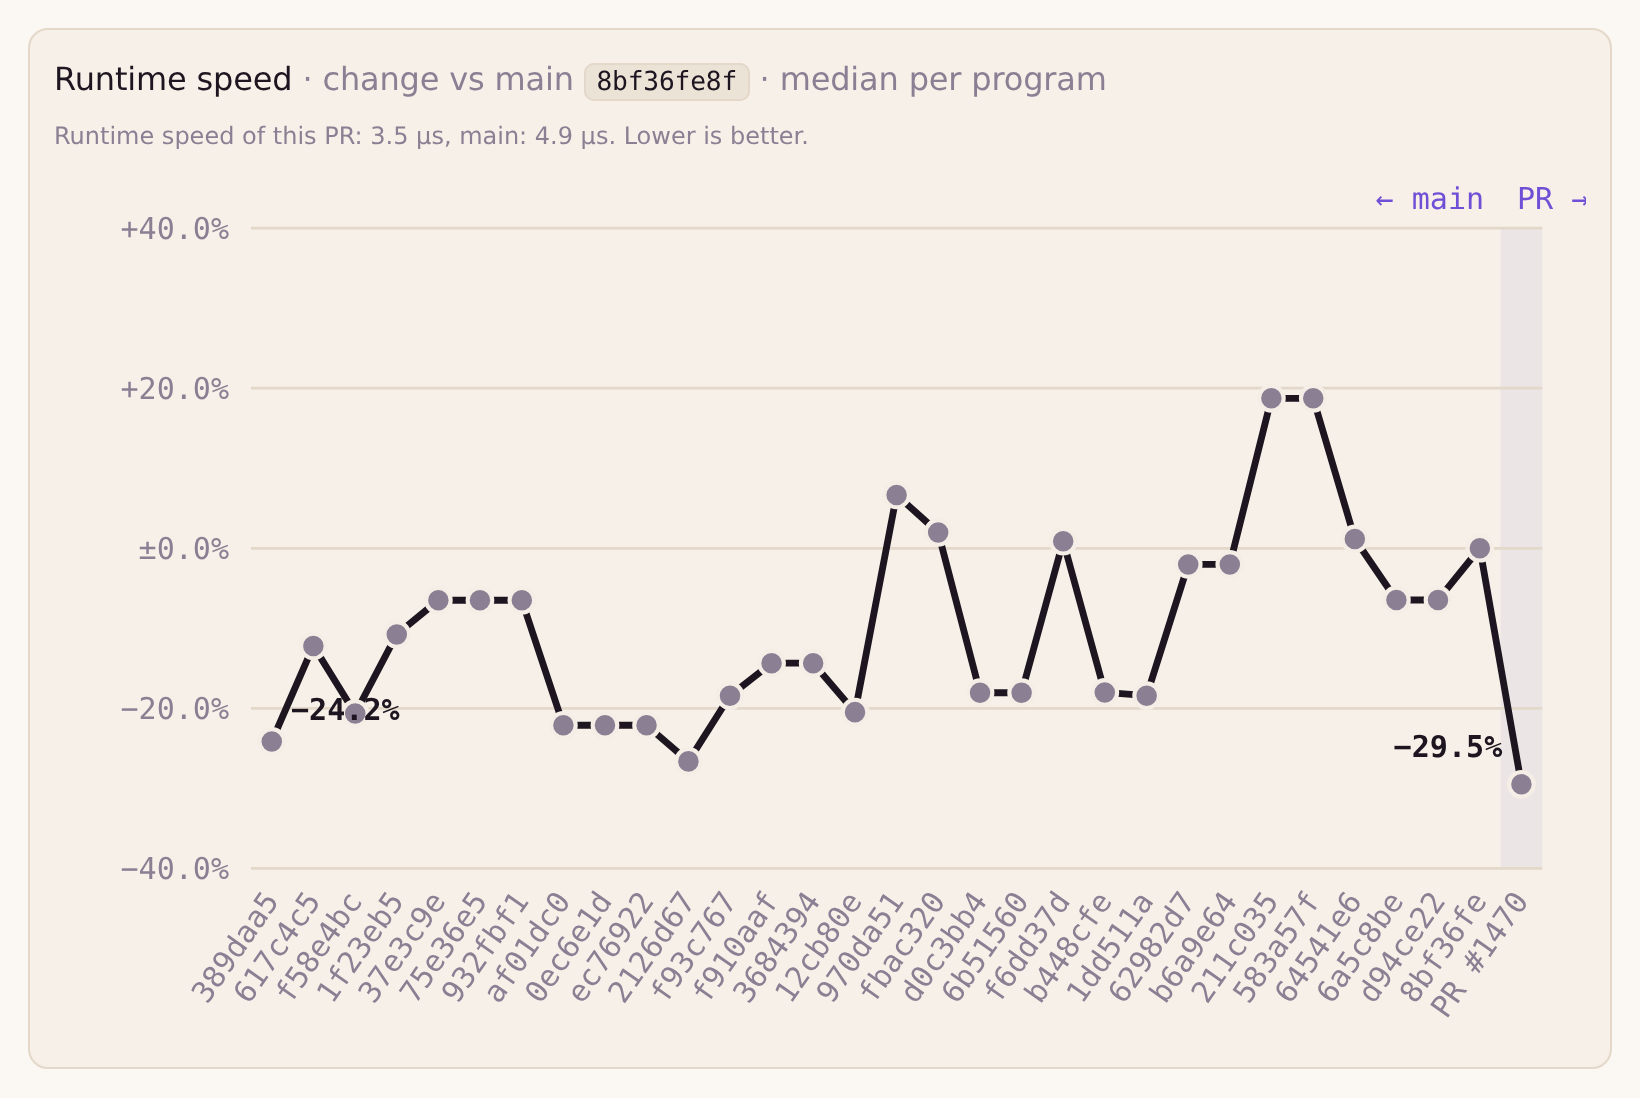 Runtime speed · change vs main 8bf36fe8f · median per program
Runtime speed of this PR: 3.5 µs, main: 4.9 µs. Lower is better.
← main PR →
+40.0%
+20.0%
±0.0%
−20.0%
−40.0%
−24.2%
−29.5%
389daa5
617c4c5
f58e4bc
1f23eb5
37e3c9e
75e36e5
932fbf1
af01dc0
0ec6e1d
ec76922
2126d67
f93c767
f910aaf
3684394
12cb80e
970da51
fbac320
d0c3bb4
6b51560
f6dd37d
b448cfe
1dd511a
62982d7
b6a9e64
211c035
583a57f
64541e6
6a5c8be
d94ce22
8bf36fe
PR #1470